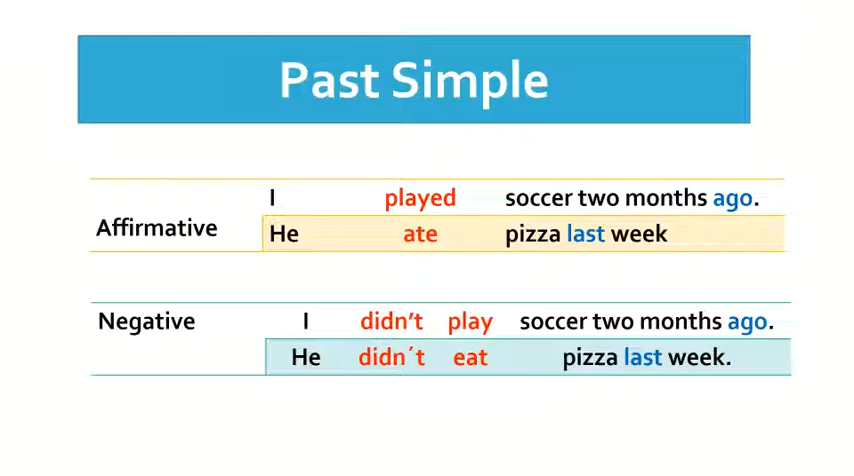 Past Simple
I played soccer two months ago.
Affirmative
He ate pizza last week
Negative I didn't play soccer two months ago.
He didn´t eat pizza last week.